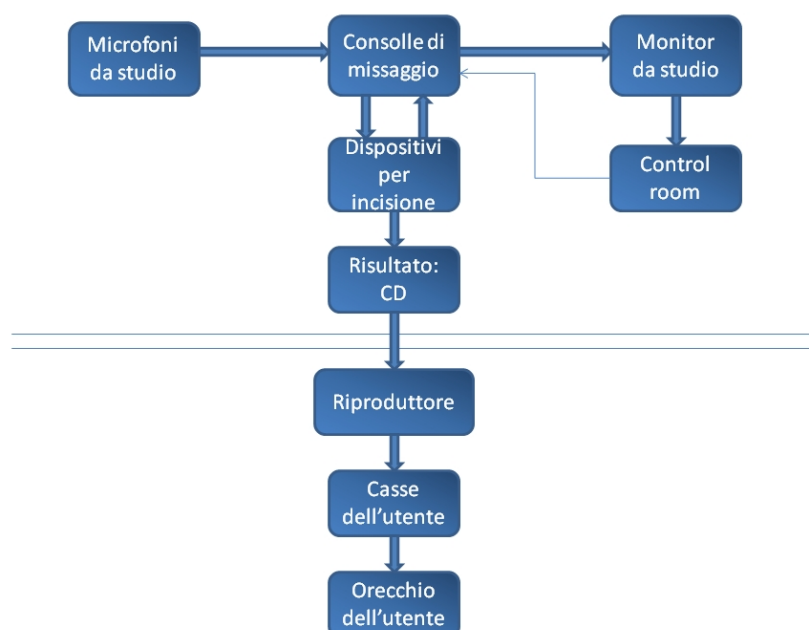 Microfoni
da studio
Consolle di
missaggio
Monitor
da studio
Dispositivi
per
incisione
Control
room
Risultato:
CD
Riproduttore
Casse
dell’utente
Orecchio
dell’utente